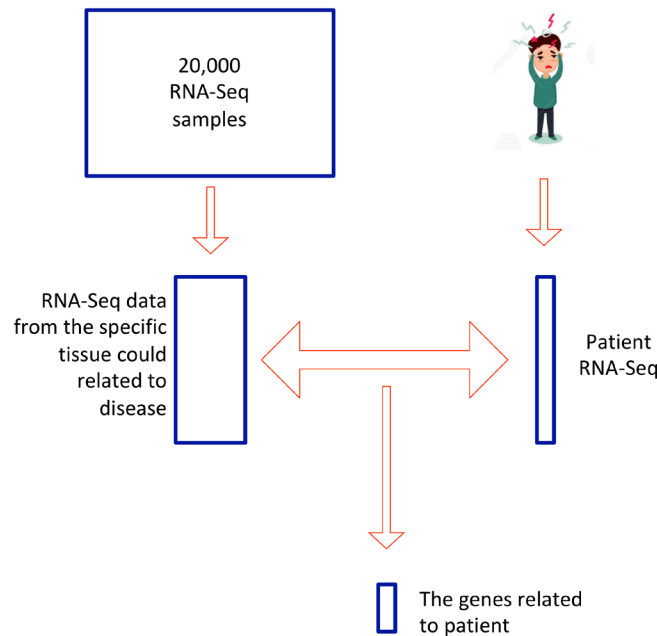 20,000
RNA-Seq
samples
RNA-Seq data
from the specific
tissue could
related to
disease
Patient
RNA-Seq
The genes related
to patient